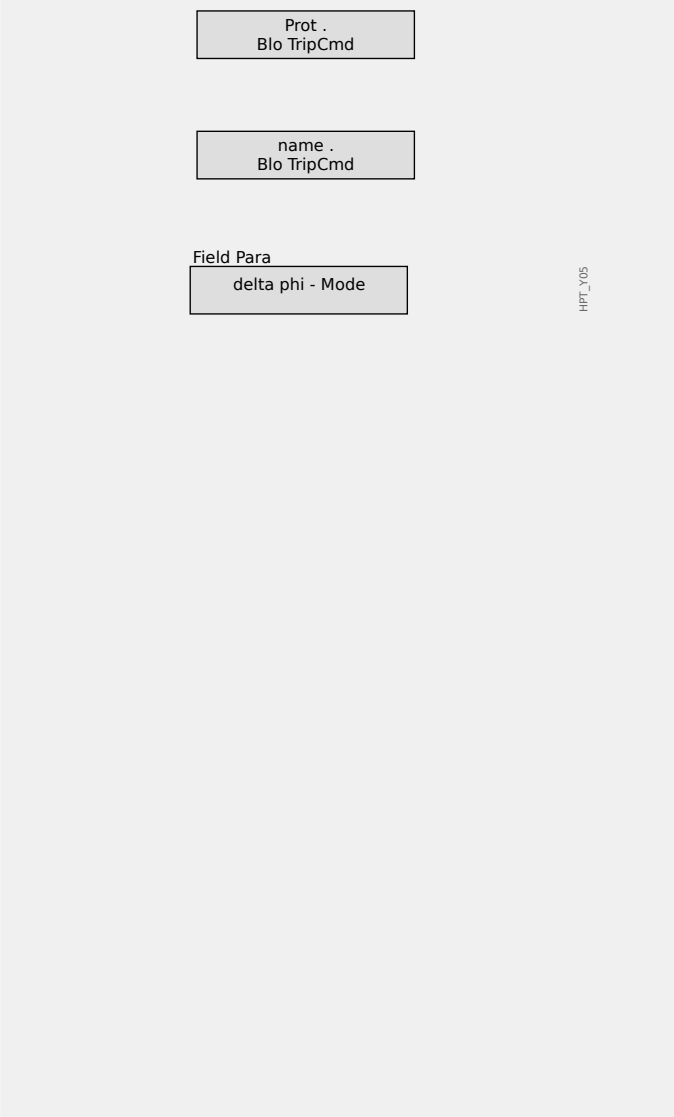 Prot .
Blo TripCmd
name .
Blo TripCmd
Field Para
delta phi - Mode
HPT_Y05